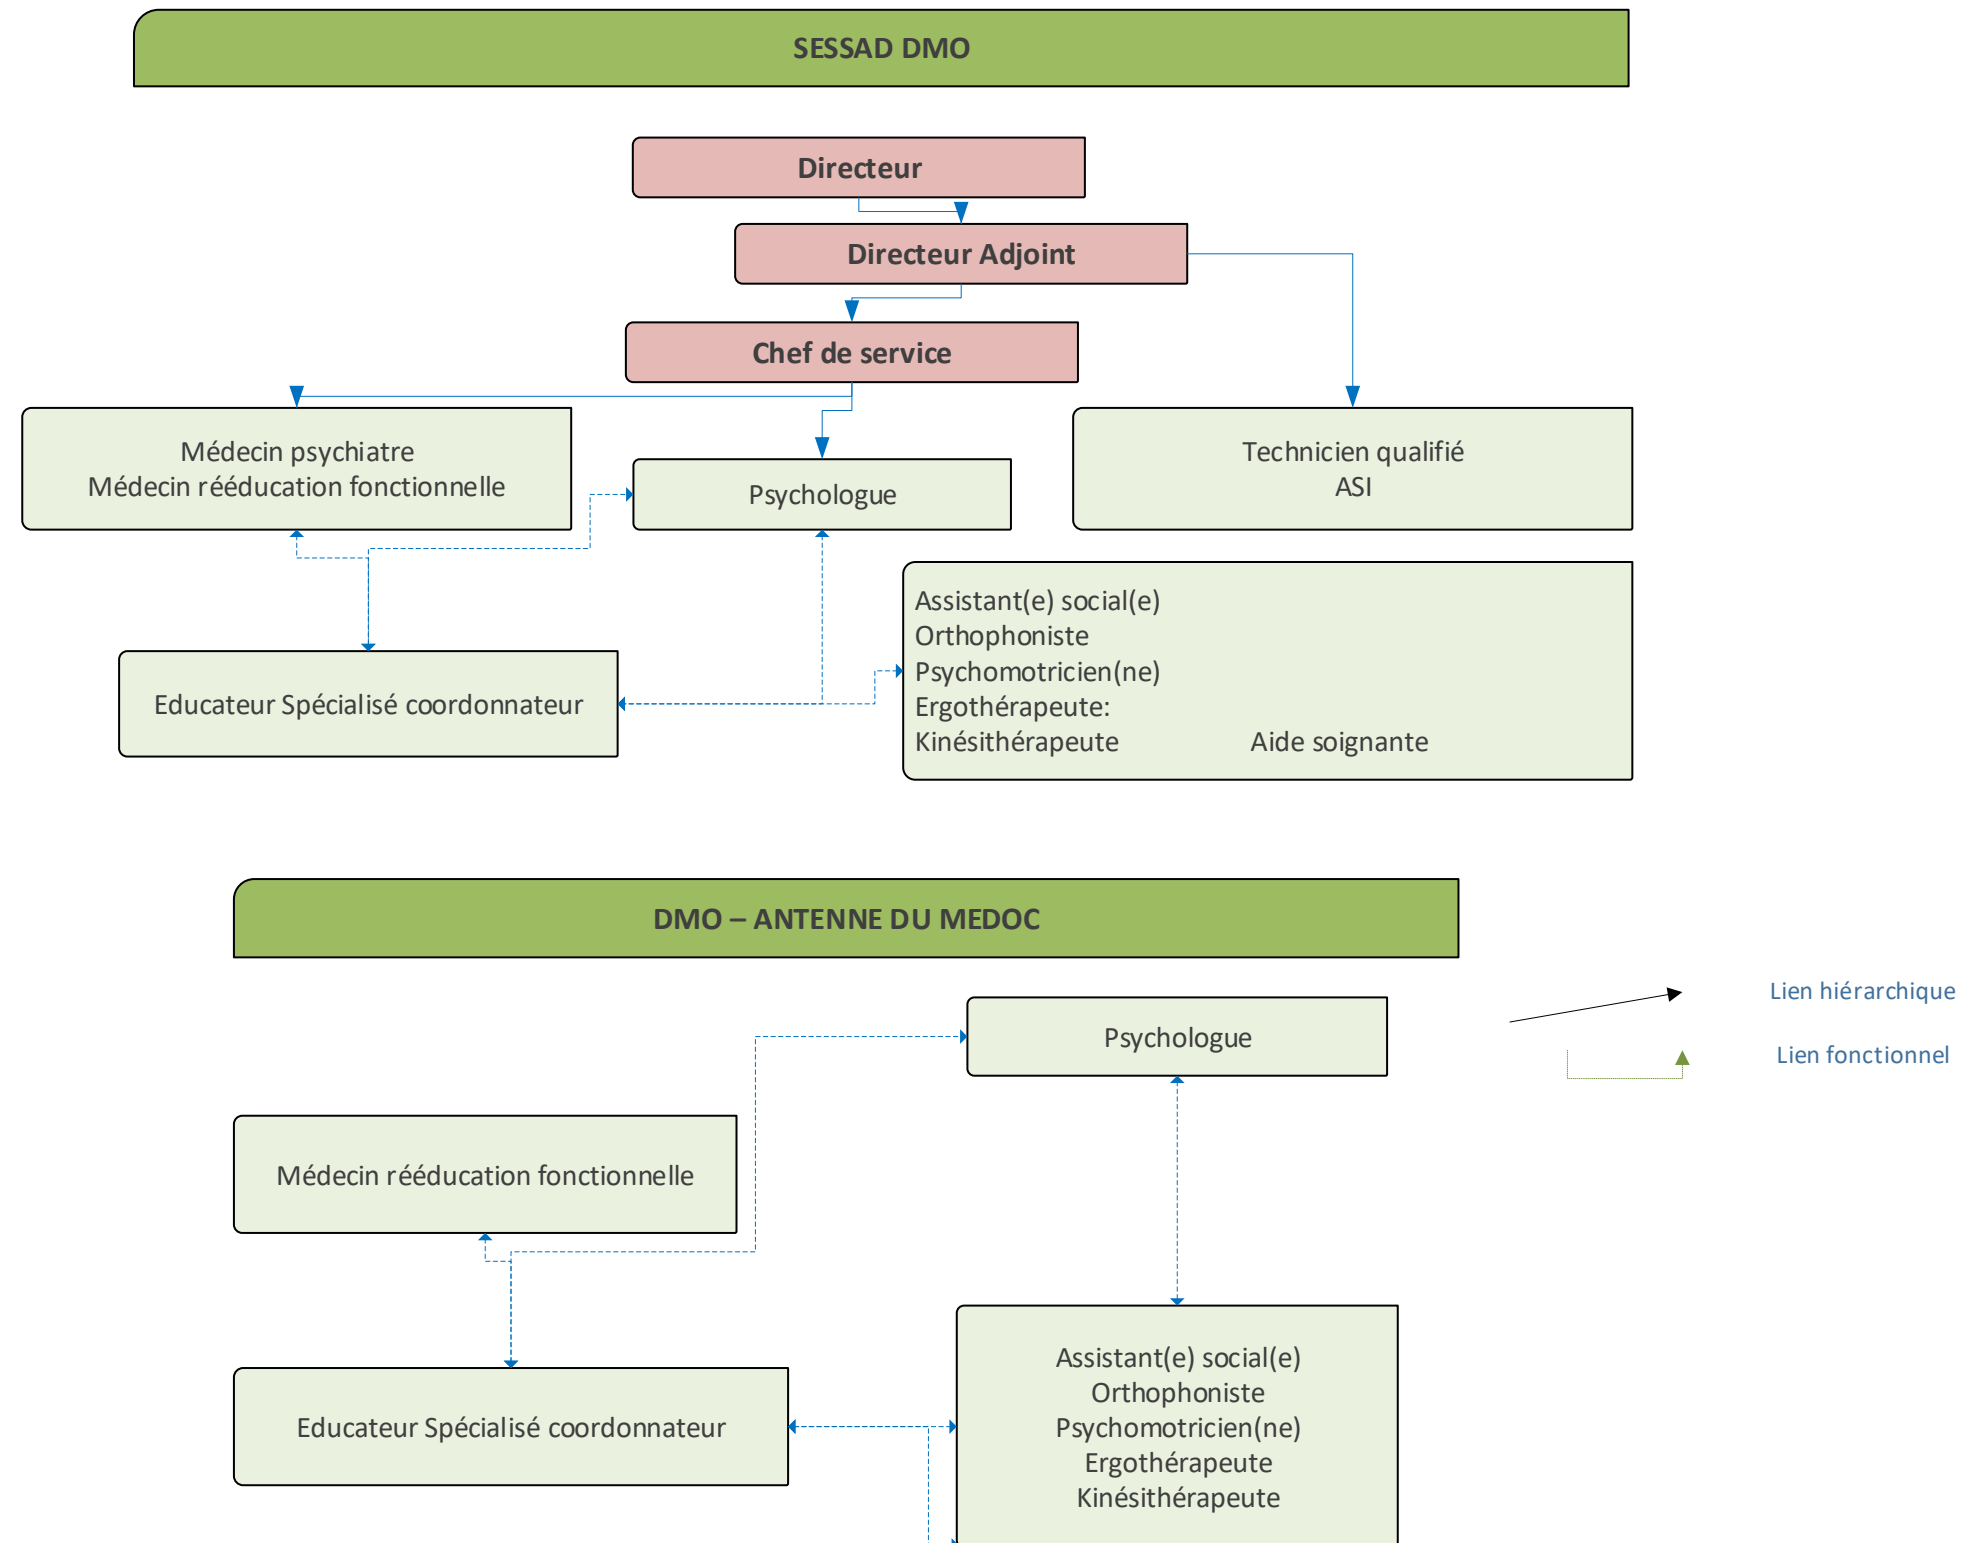 SESSAD DMO
Directeur
Directeur Adjoint
Chef de service
Médecin psychiatre
Médecin rééducation fonctionnelle
Psychologue
Technicien qualifié
ASI
Assistant(e) social(e)
Orthophoniste
Psychomotricien(ne)
Ergothérapeute:
Kinésithérapeute Aide soignante
Educateur Spécialisé coordonnateur
DMO – ANTENNE DU MEDOC
Lien hiérarchique
Lien fonctionnel
Psychologue
Médecin rééducation fonctionnelle
Educateur Spécialisé coordonnateur
Assistant(e) social(e)
Orthophoniste
Psychomotricien(ne)
Ergothérapeute
Kinésithérapeute